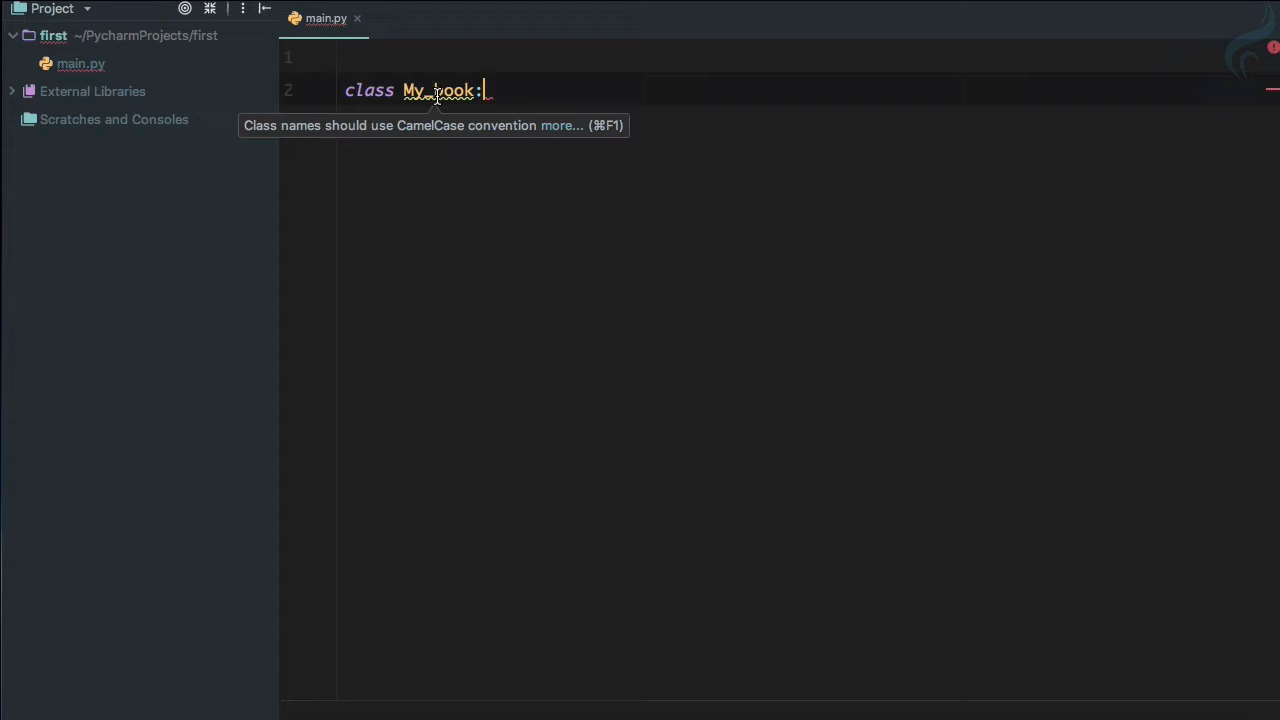 Project
main.py
first ~/PycharmProjects/first
main.py
External Libraries
Scratches and Consoles
1
2
class My_book:
Class names should use CamelCase convention more... (⌘F1)